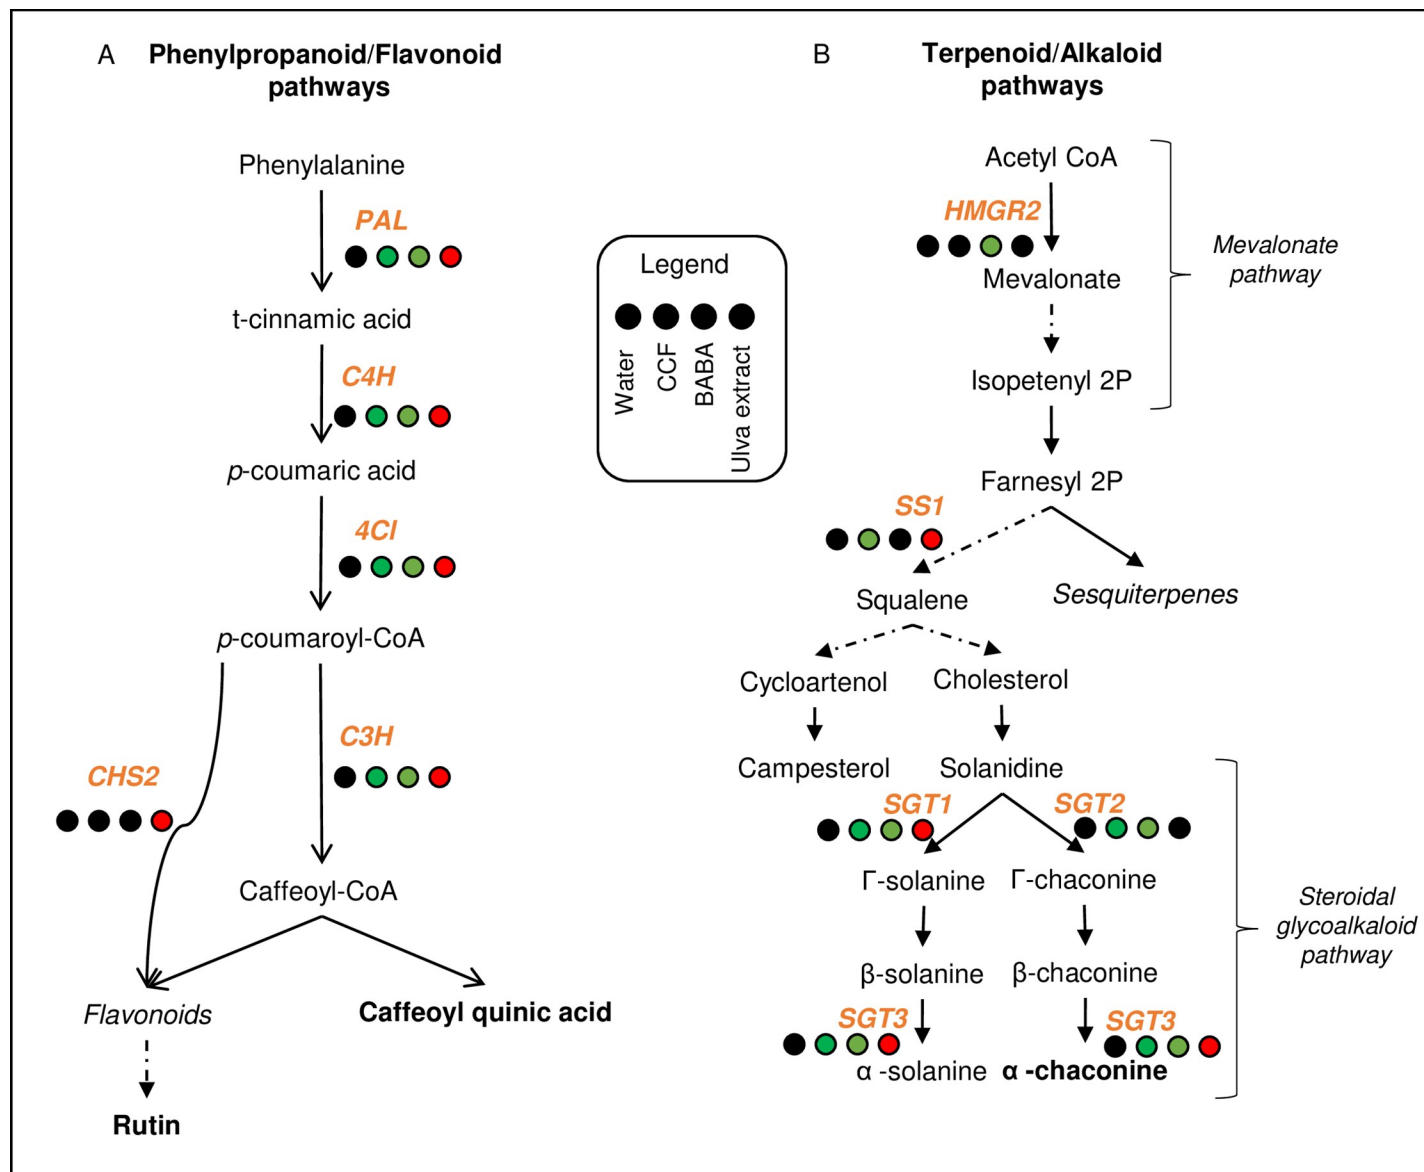 A Phenylpropanoid/Flavonoid
pathways
Phenylalanine
PAL
t-cinnamic acid
C4H
p-coumaric acid
4Cl
p-coumaroyl-CoA
C3H
CHS2
Caffeoyl-CoA
Flavonoids
Caffeoyl quinic acid
Rutin
Legend
Water
CCF
BABA
Ulva extract
B Terpenoid/Alkaloid
pathways
Acetyl CoA
HMGR2
Mevalonate
Mevalonate
pathway
Isopetenyl 2P
Farnesyl 2P
SS1
Squalene
Sesquiterpenes
Cycloartenol
Cholesterol
Campesterol
Solanidine
SGT1
SGT2
Γ-solanine
Γ-chaconine
Steroidal
glycoalkaloid
pathway
β-solanine
β-chaconine
SGT3
SGT3
α -solanine
α -chaconine